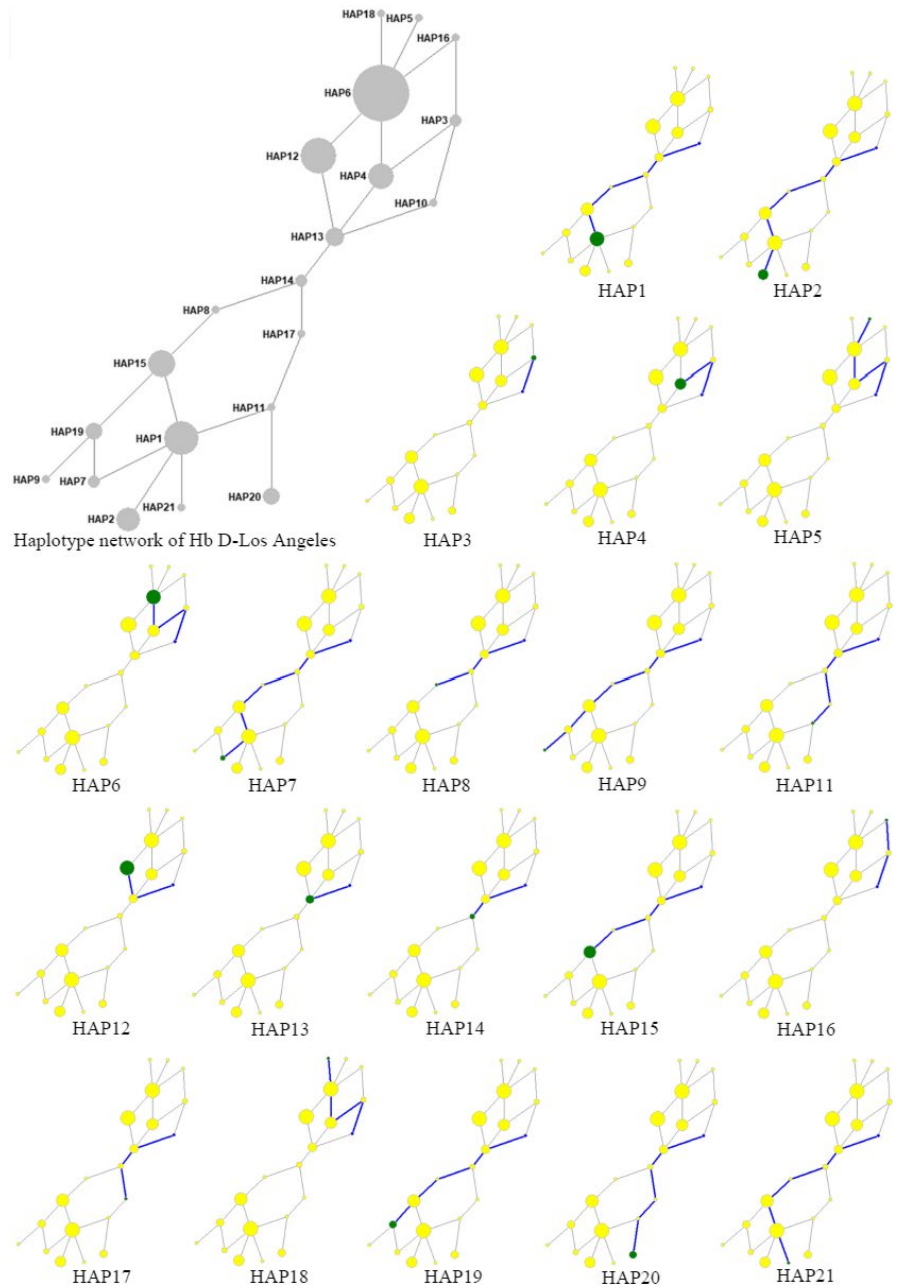 HAP18
HAP5
HAP16
HAP6
HAP3
HAP12
HAP4
HAP10
HAP13
HAP14
HAP8
HAP17
HAP15
HAP11
HAP19
HAP1
HAP9
HAP7
HAP20
HAP2
HAP21
Haplotype network of Hb D-Los Angeles
HAP1 HAP2
HAP3 HAP4 HAP5
HAP6 HAP7 HAP8 HAP9 HAP11
HAP12 HAP13 HAP14 HAP15 HAP16
HAP17 HAP18 HAP19 HAP20 HAP21